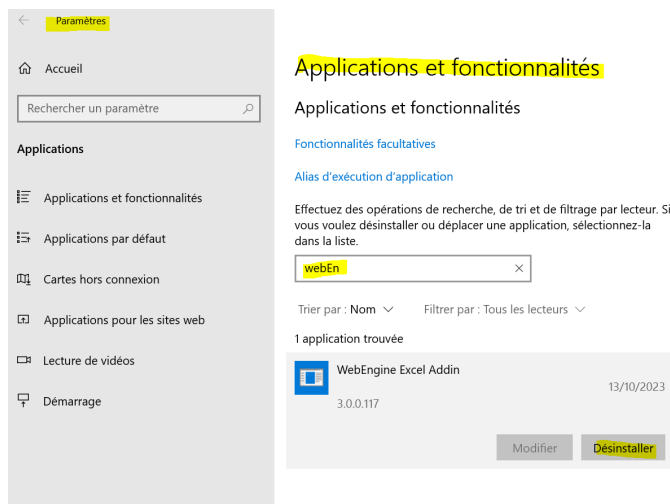 Paramètres
Accueil
Rechercher un paramètre
Applications
Applications et fonctionnalités
Applications par défaut
Cartes hors connexion
Applications pour les sites web
Lecture de vidéos
Démarrage
Applications et fonctionnalités
Applications et fonctionnalités
Fonctionnalités facultatives
Alias d'exécution d'application
Effectuez des opérations de recherche, de tri et de filtrage par lecteur. Si
vous voulez désinstaller ou déplacer une application, sélectionnez-la
dans la liste.
webEn
Trier par : Nom Filtrer par : Tous les lecteurs
1 application trouvée
WebEngine Excel Addin
13/10/2023
3.0.0.117
Modifier Désinstaller